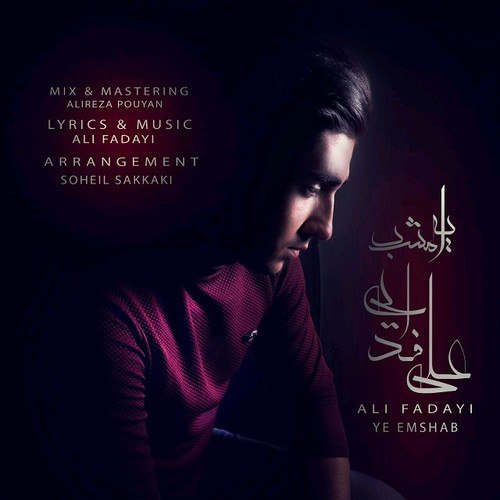 MIX & MASTERING
ALIREZA POUYAN
LYRICS & MUSIC
ALI FADAYI
ARRANGEMENT
SOHEIL SAKKAKI
یه امشب
علی فدایی
ALI FADAYI
YE EMSHAB